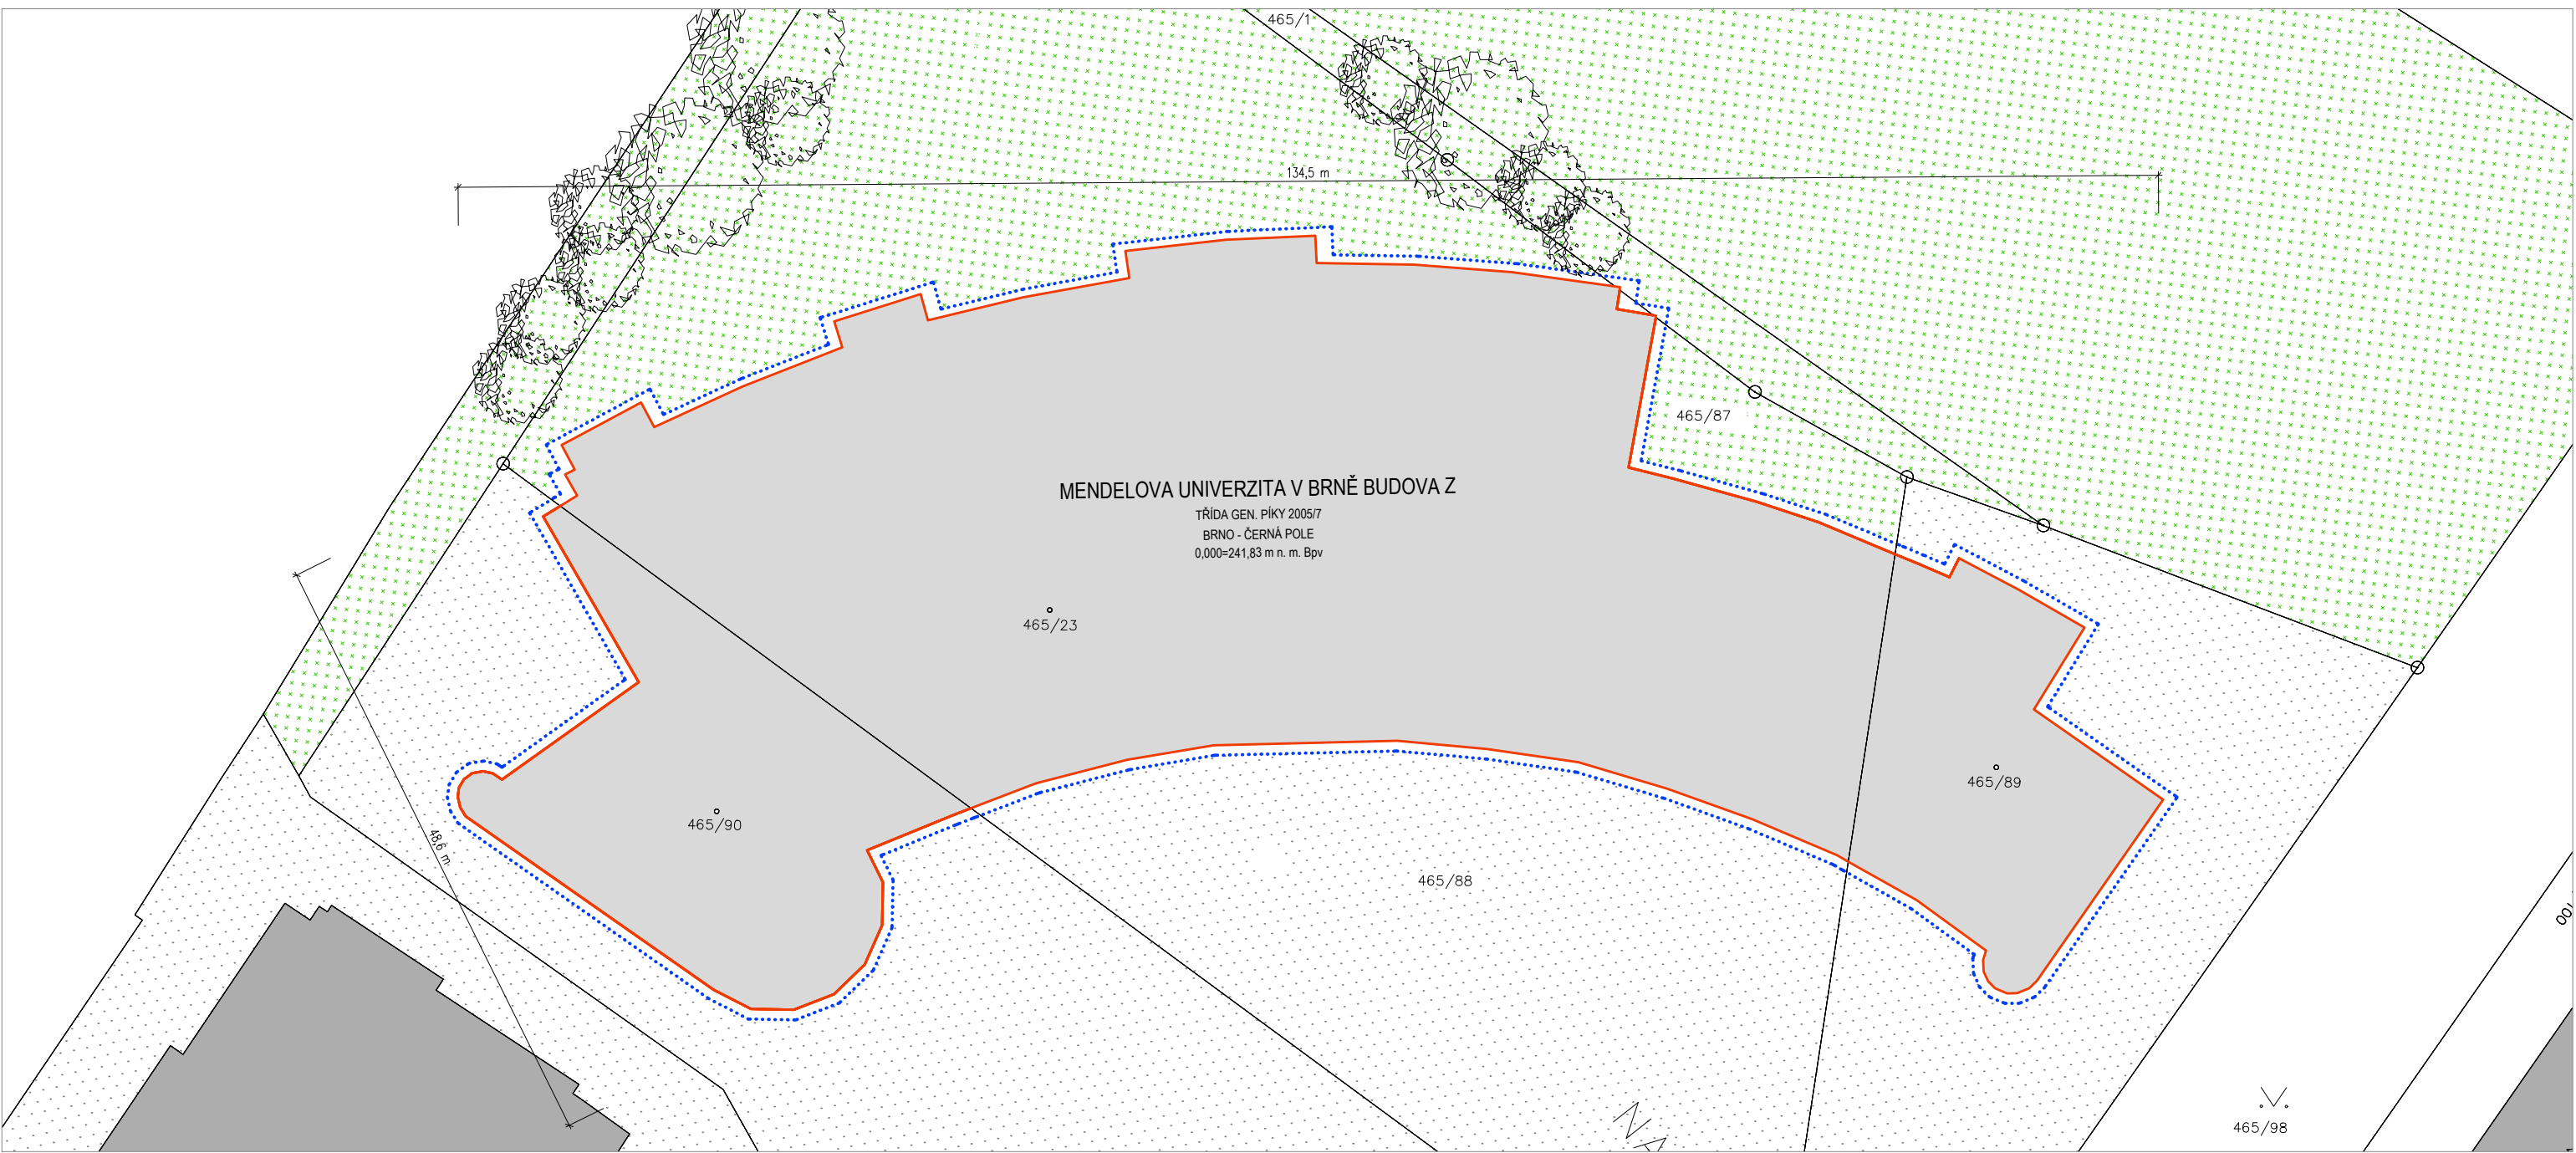 465/1
134,5 m
465/87
MENDELOVA UNIVERZITA V BRNĚ BUDOVA Z
TŘÍDA GEN. PÍKY 2005/7
BRNO - ČERNÁ POLE
0,000=241,83 m n. m. Bpv
465/23
465/89
465/90
48,6 m
465/88
465/98